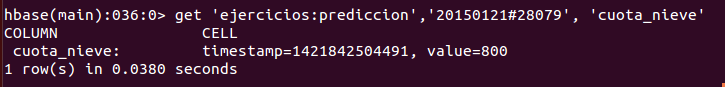 hbase(main):036:0> get 'ejercicios:prediccion','20150121#28079', 'cuota_nieve'
COLUMN CELL
cuota_nieve: timestamp=1421842504491, value=800
1 row(s) in 0.0380 seconds